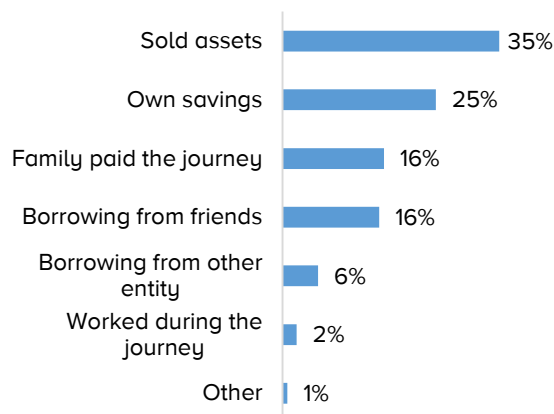 Sold assets 35%
Own savings 25%
Family paid the journey 16%
Borrowing from friends 16%
Borrowing from other
entity 6%
Worked during the
journey 2%
Other 1%